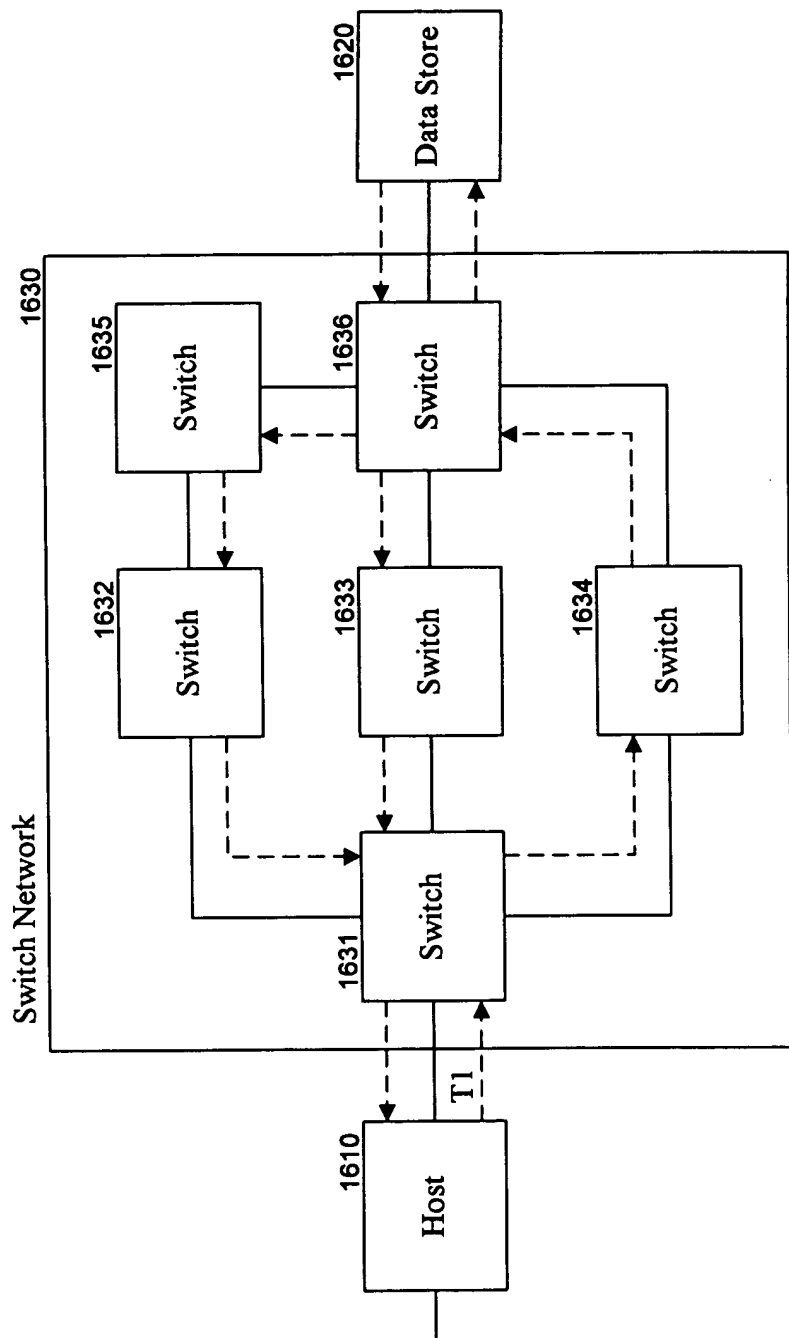 Switch Network
1630
1610
Host
T1
1631
Switch
1632
Switch
1633
Switch
1634
Switch
1635
Switch
1636
Switch
1620
Data Store